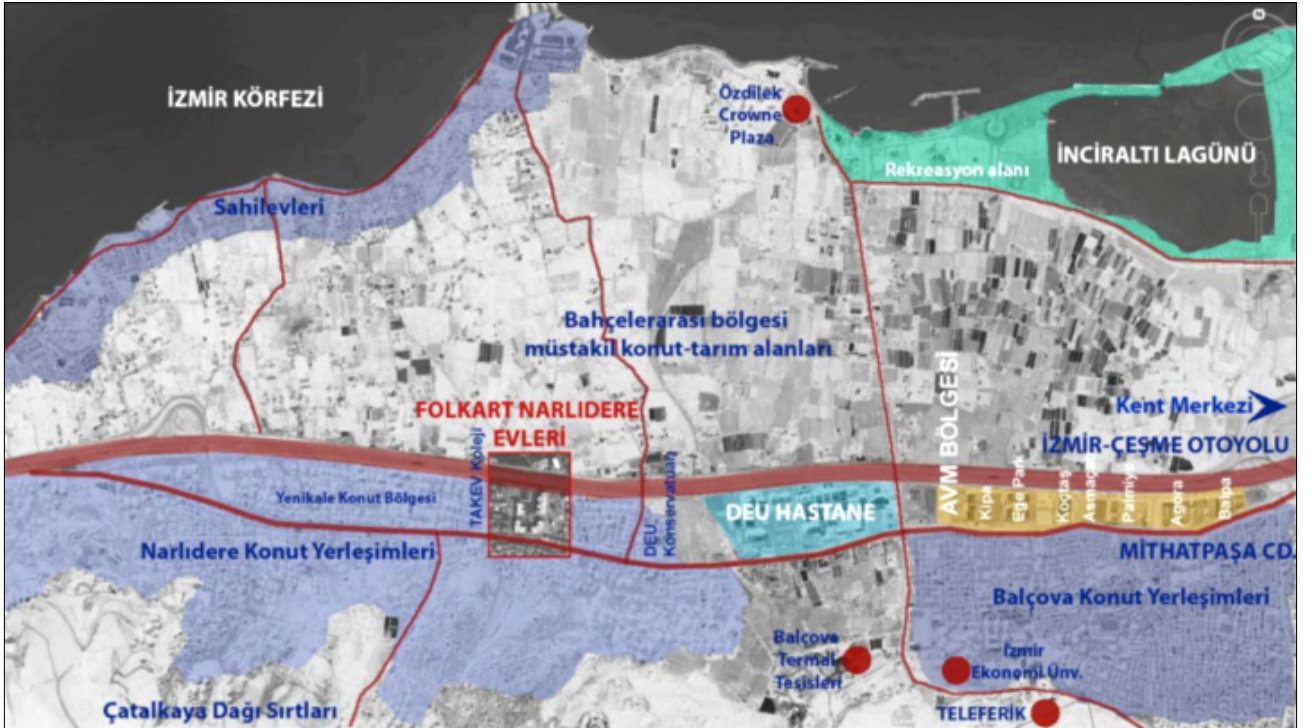 İZMİR KÖRFEZİ
Özdilek
Crowne
Plaza
İNCİRALTI LAGÜNÜ
Rekreasyon alanı
Sahilevleri
Bahçelerarası bölgesi
müstakil konut-tarım alanları
AVM BÖLGESİ
Kent Merkezi
FOLKART NARLIDERE
EVLERİ
İZMİR-ÇEŞME OTOYOLU
TAKEV Koleji
Yenikale Konut Bölgesi
DEU
Konservatuarı
DEU HASTANE
Kipa
Ege Park
Koçtaş
Asmaçatı
Palmiye
Agora
Balpa
Narlıdere Konut Yerleşimleri
MİTHATPAŞA CD.
Balçova Konut Yerleşimleri
Balçova
Termal
Tesisleri
İzmir
Ekonomi Ünv.
Çatalkaya Dağı Sırtları
TELEFERİK